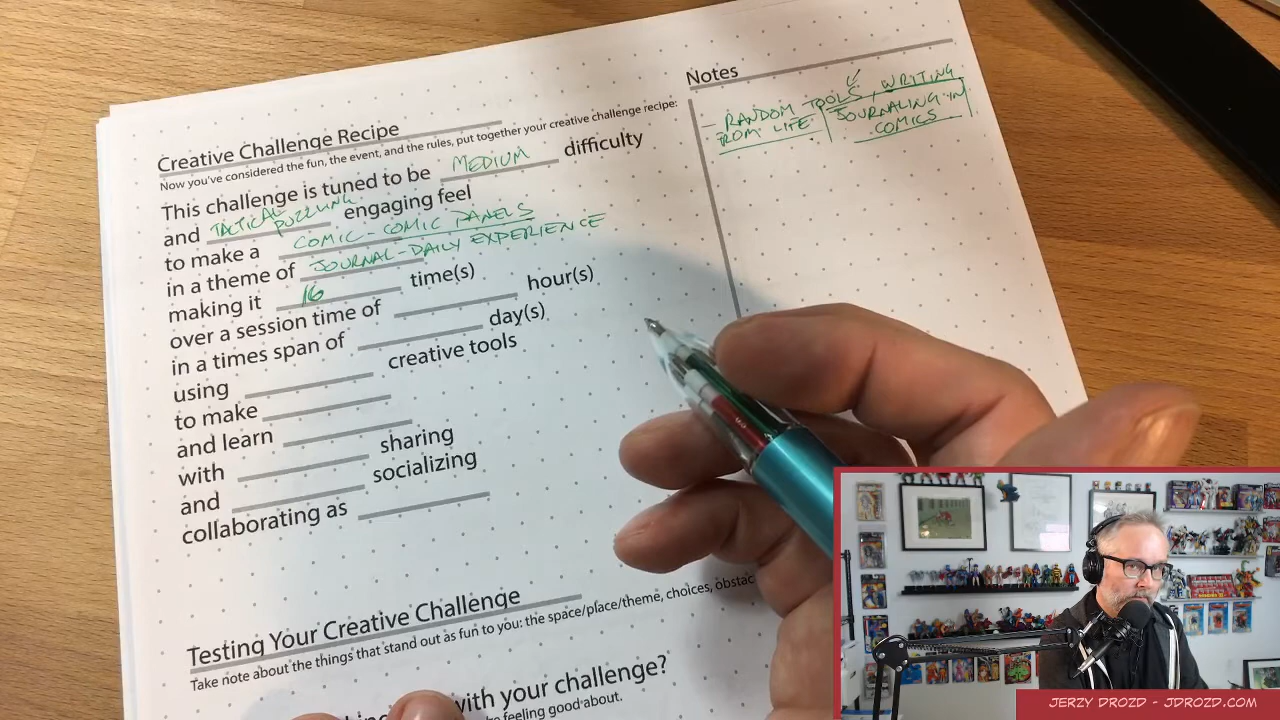 Creative Challenge Recipe
Now you've considered the fun, the event, and the rules, put together your creative challenge recipe:
This challenge is tuned to be MEDIUM difficulty
and TACTICAL PUZZLING engaging feel
to make a COMIC-COMIC PANELS
in a theme of JOURNAL-DAILY EXPERIENCE
making it 16 time(s)
over a session time of hour(s)
in a times span of day(s)
using creative tools
to make
and learn
with sharing
and socializing
collaborating as
Testing Your Creative Challenge
Take note about the things that stand out as fun to you: the space/place/theme, choices,
with your challenge?
feeling good about.
Notes
- RANDOM TOOLS, WRITING
FROM LIFE JOURNALING IN
COMICS
JERZY DROZD - JDROZD.COM